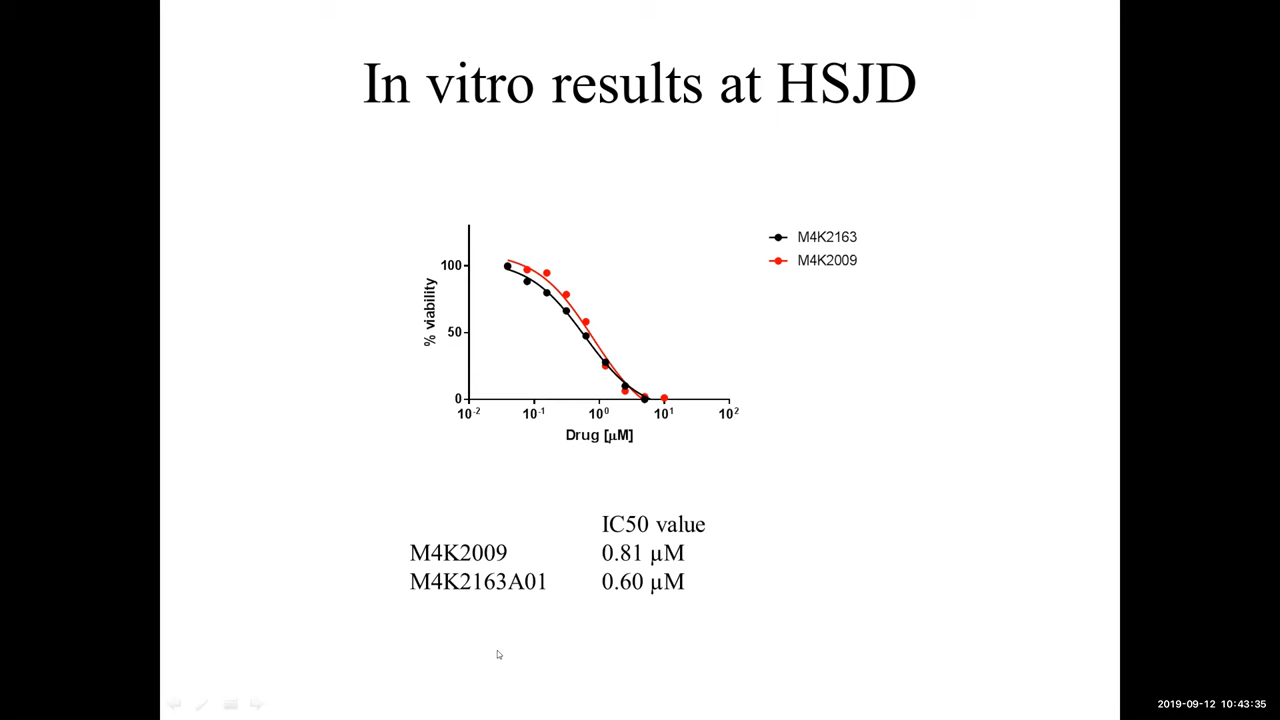 In vitro results at HSJD
M4K2163
M4K2009
% viability
100
50
0
10-2 10-1 100 101 102
Drug [µM]
IC50 value
M4K2009 0.81 µM
M4K2163A01 0.60 µM
2019-09-12 10:43:35